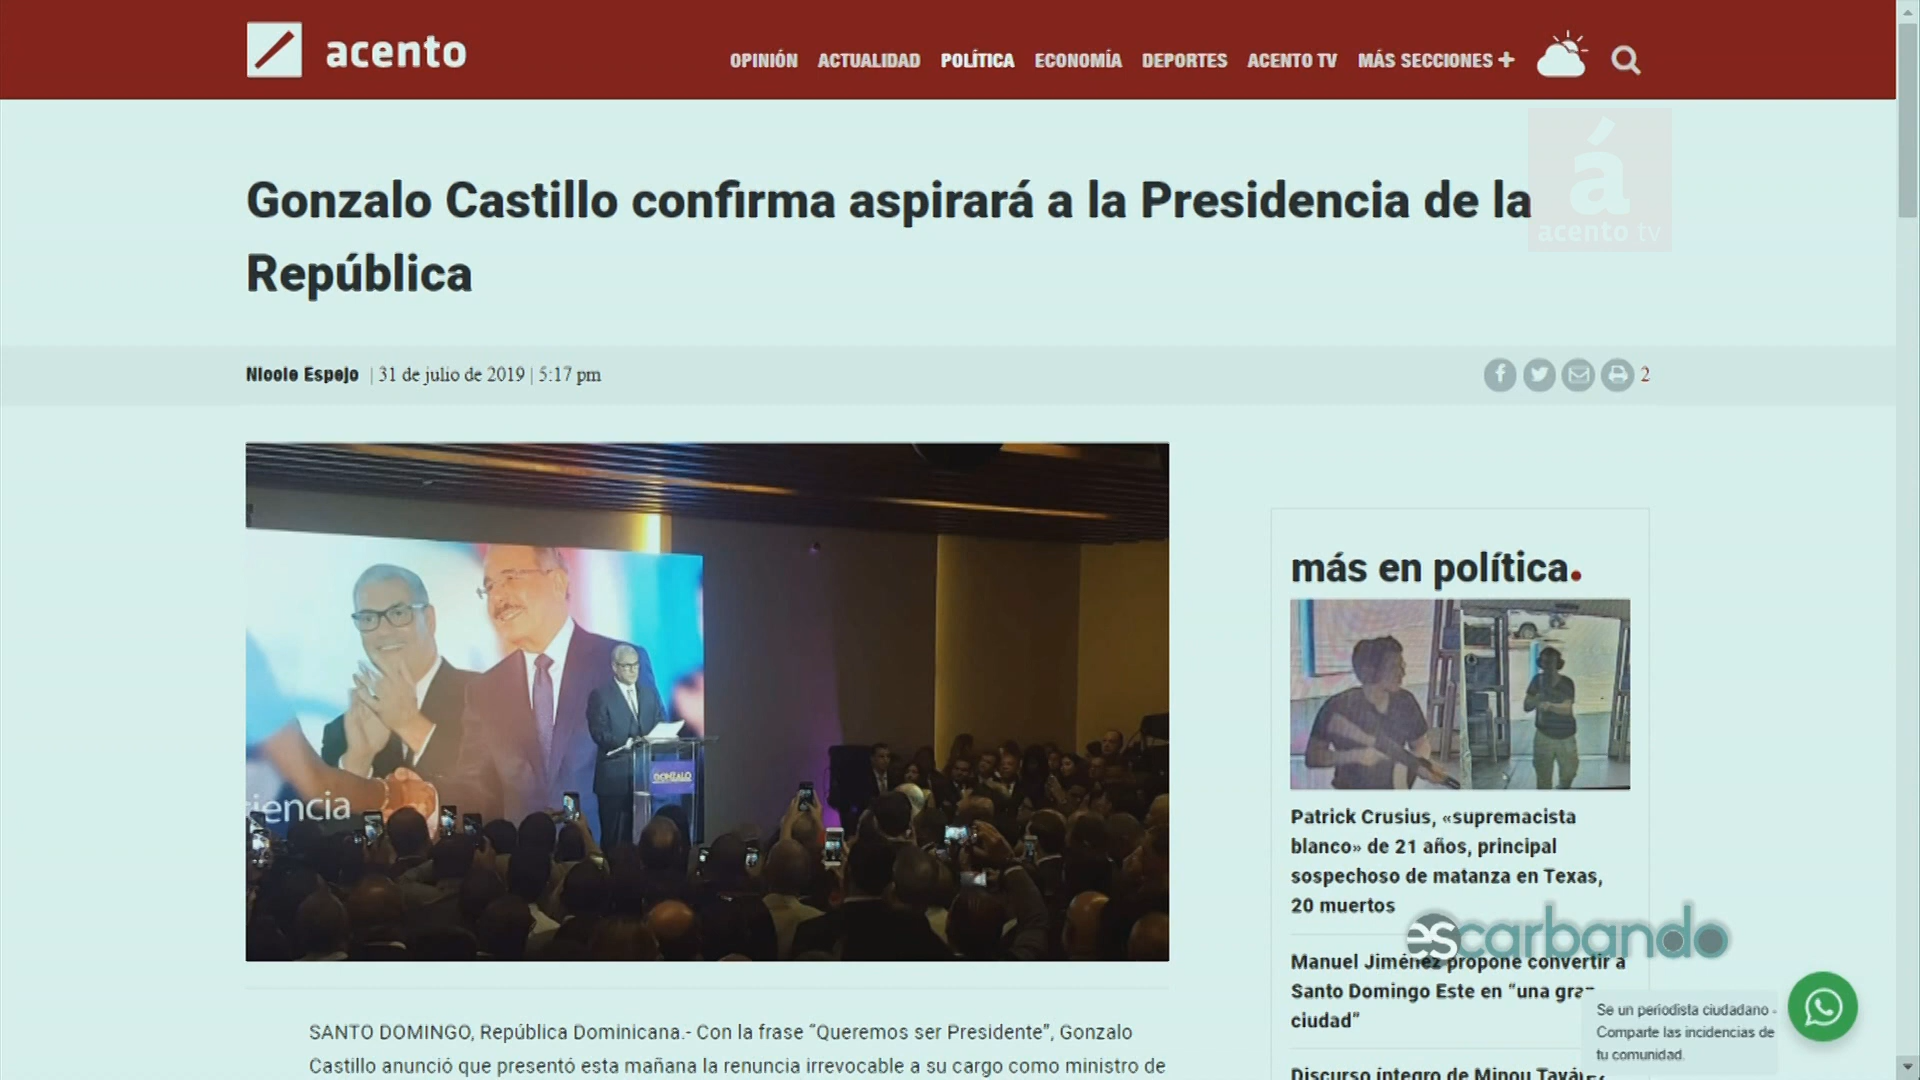 acento
OPINIÓN ACTUALIDAD POLÍTICA ECONOMÍA DEPORTES ACENTO TV MÁS SECCIONES +
á
acento tv
Gonzalo Castillo confirma aspirará a la Presidencia de la
República
Nicole Espejo | 31 de julio de 2019 | 5:17 pm
2
GONZALO
iencia
más en política.
Patrick Crusius, «supremacista
blanco» de 21 años, principal
sospechoso de matanza en Texas,
20 muertos
escarbando
Manuel Jiménez propone convertir a
Santo Domingo Este en “una gran
ciudad”
Se un periodista ciudadano -
Comparte las incidencias de
tu comunidad.
Discurso íntegro de Minou Tavárez
SANTO DOMINGO, República Dominicana.- Con la frase “Queremos ser Presidente”, Gonzalo
Castillo anunció que presentó esta mañana la renuncia irrevocable a su cargo como ministro de